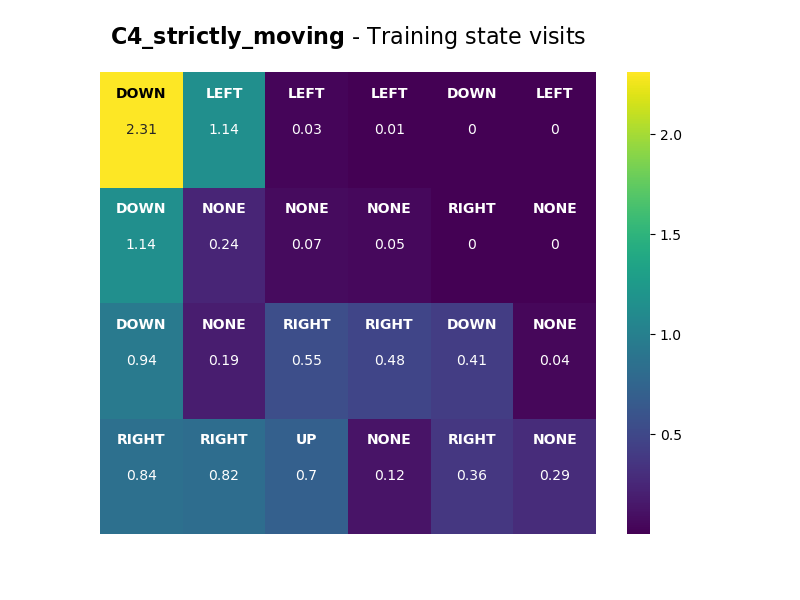 C4_strictly_moving - Training state visits
DOWN LEFT LEFT LEFT DOWN LEFT
2.31 1.14 0.03 0.01 0 0
2.0
DOWN NONE NONE NONE RIGHT NONE
1.14 0.24 0.07 0.05 0 0
1.5
DOWN NONE RIGHT RIGHT DOWN NONE
1.0
0.94 0.19 0.55 0.48 0.41 0.04
0.5
RIGHT RIGHT UP NONE RIGHT NONE
0.84 0.82 0.7 0.12 0.36 0.29